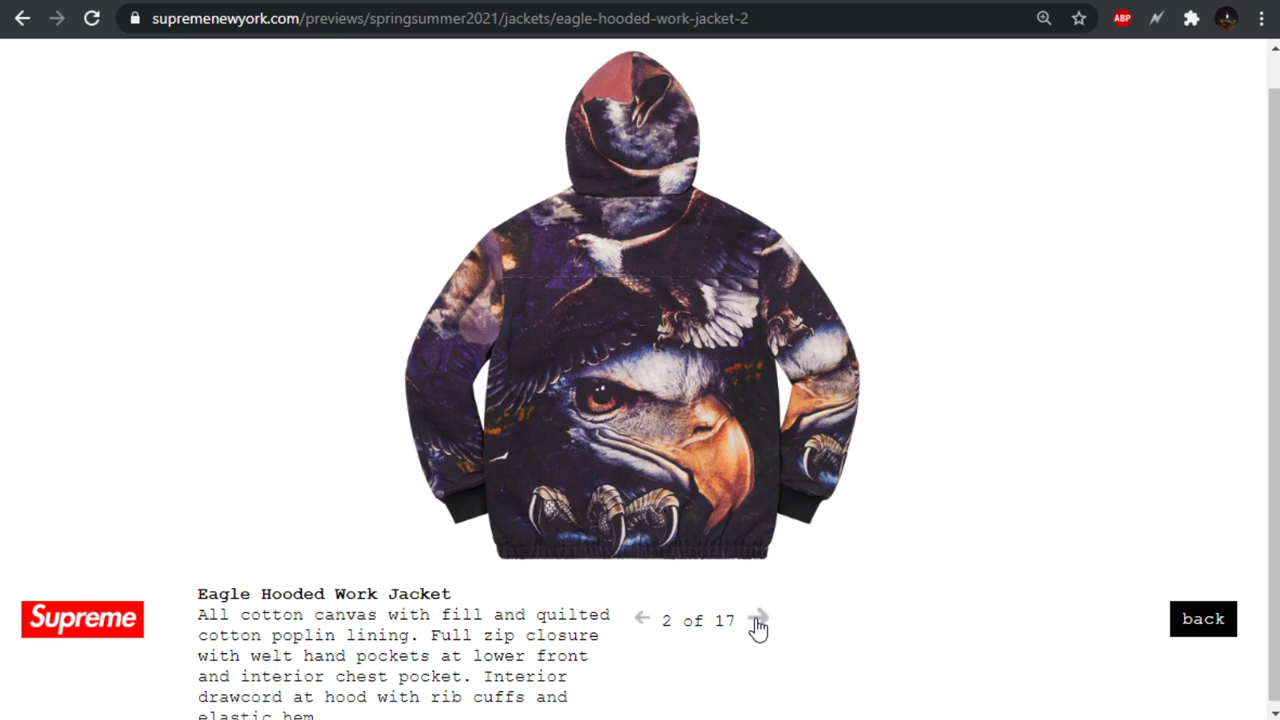 supremenewyork.com/previews/springsummer2021/jackets/eagle-hooded-work-jacket-2
ABP
Supreme
Eagle Hooded Work Jacket
All cotton canvas with fill and quilted
cotton poplin lining. Full zip closure
with welt hand pockets at lower front
and interior chest pocket. Interior
drawcord at hood with rib cuffs and
elastic hem.
2 of 17
back